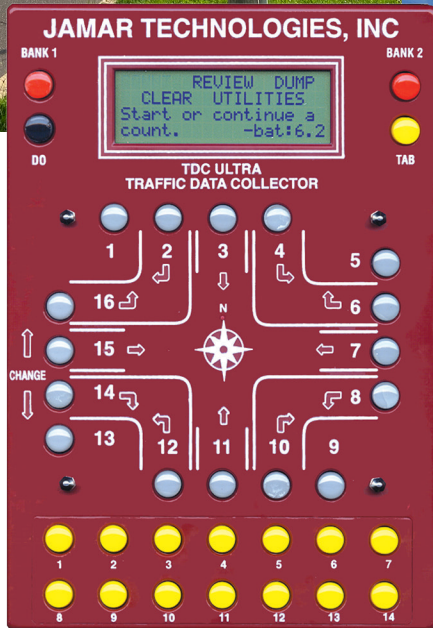 JAMAR TECHNOLOGIES, INC
BANK 1
BANK 2
REVIEW DUMP
CLEAR UTILITIES
Start or continue a
count. -bat:6.2
DO
TAB
TDC ULTRA
TRAFFIC DATA COLLECTOR
1 2 3 4
5
16 6
N
15 7
CHANGE
14 8
13 12 11 10 9
1 2 3 4 5 6 7
8 9 10 11 12 13 14